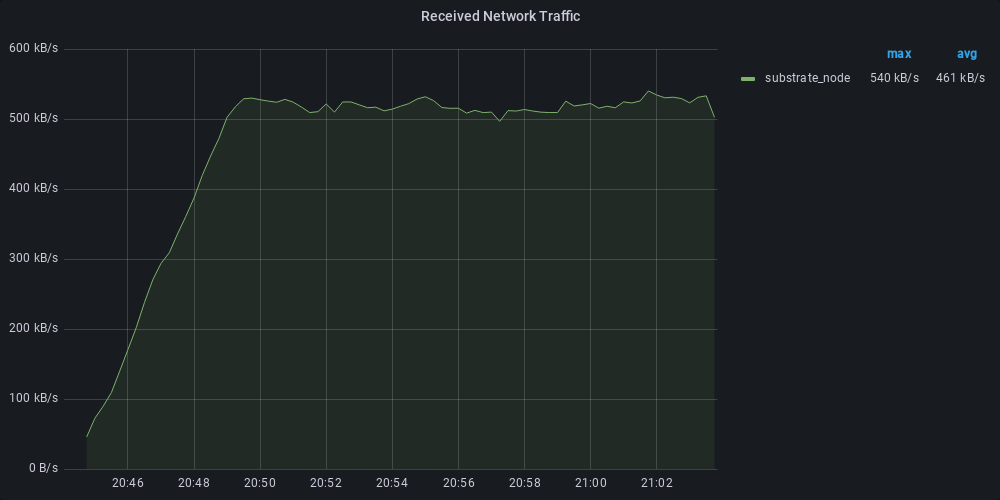 Received Network Traffic
600 kB/s
500 kB/s
400 kB/s
300 kB/s
200 kB/s
100 kB/s
0 B/s
20:46 20:48 20:50 20:52 20:54 20:56 20:58 21:00 21:02
max avg
substrate_node 540 kB/s 461 kB/s